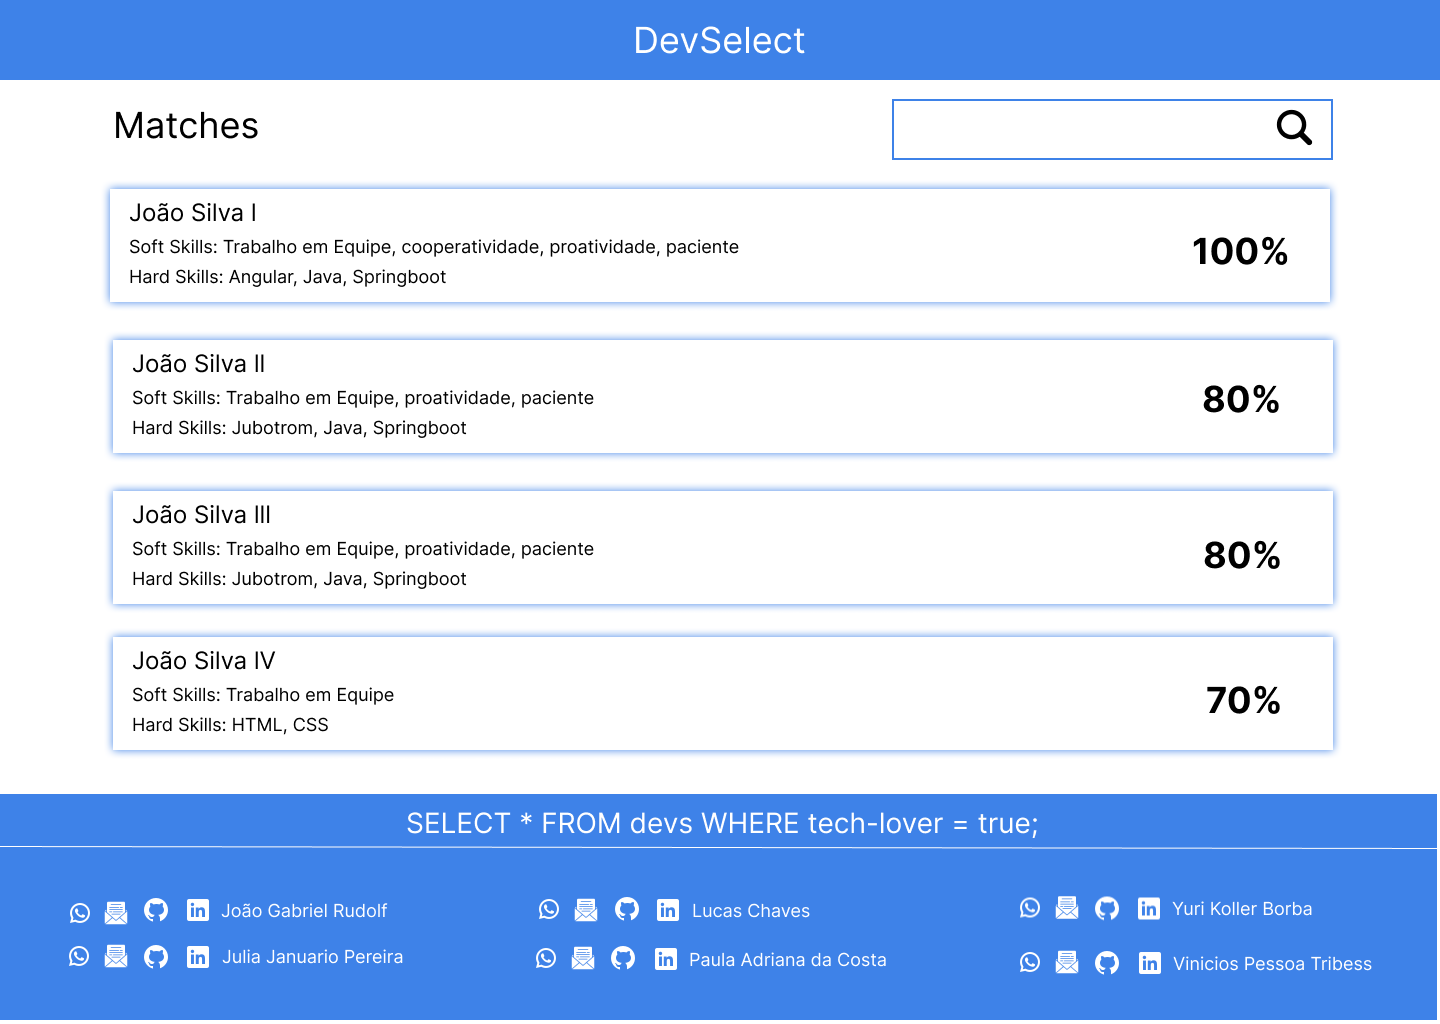 DevSelect
Matches
João Silva I
Soft Skills: Trabalho em Equipe, cooperatividade, proatividade, paciente
Hard Skills: Angular, Java, Springboot
100%
João Silva II
Soft Skills: Trabalho em Equipe, proatividade, paciente
Hard Skills: Jubotrom, Java, Springboot
80%
João Silva III
Soft Skills: Trabalho em Equipe, proatividade, paciente
Hard Skills: Jubotrom, Java, Springboot
80%
João Silva IV
Soft Skills: Trabalho em Equipe
Hard Skills: HTML, CSS
70%
SELECT * FROM devs WHERE tech-lover = true;
João Gabriel Rudolf
Lucas Chaves
Yuri Koller Borba
Julia Januario Pereira
Paula Adriana da Costa
Vinicios Pessoa Tribess